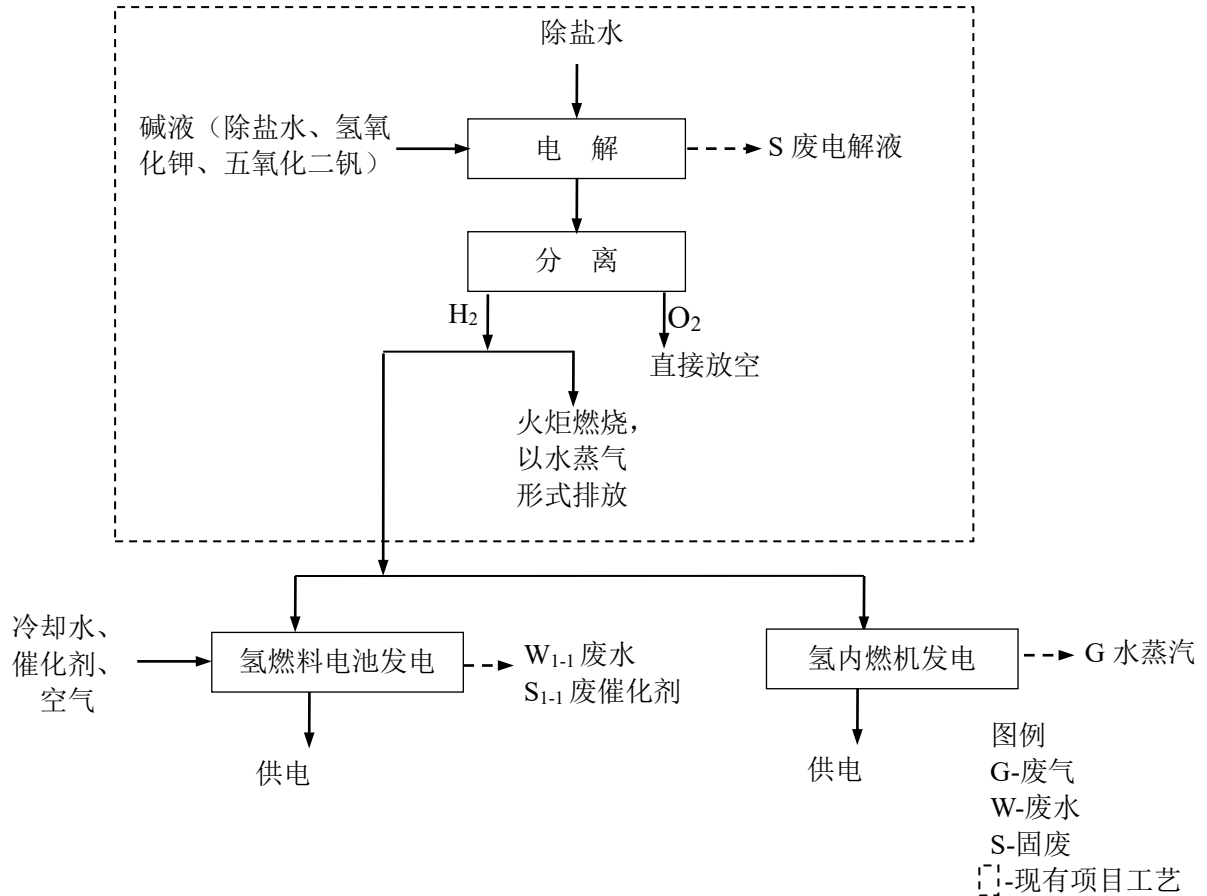 除盐水
碱液（除盐水、氢氧
化钾、五氧化二钒）
电 解
S 废电解液
分 离
H₂
O₂
直接放空
火炬燃烧，
以水蒸气
形式排放
冷却水、
催化剂、
空气
氢燃料电池发电
W₁₋₁ 废水
S₁₋₁ 废催化剂
氢内燃机发电
G 水蒸汽
供电
供电
图例
G-废气
W-废水
S-固废
-现有项目工艺